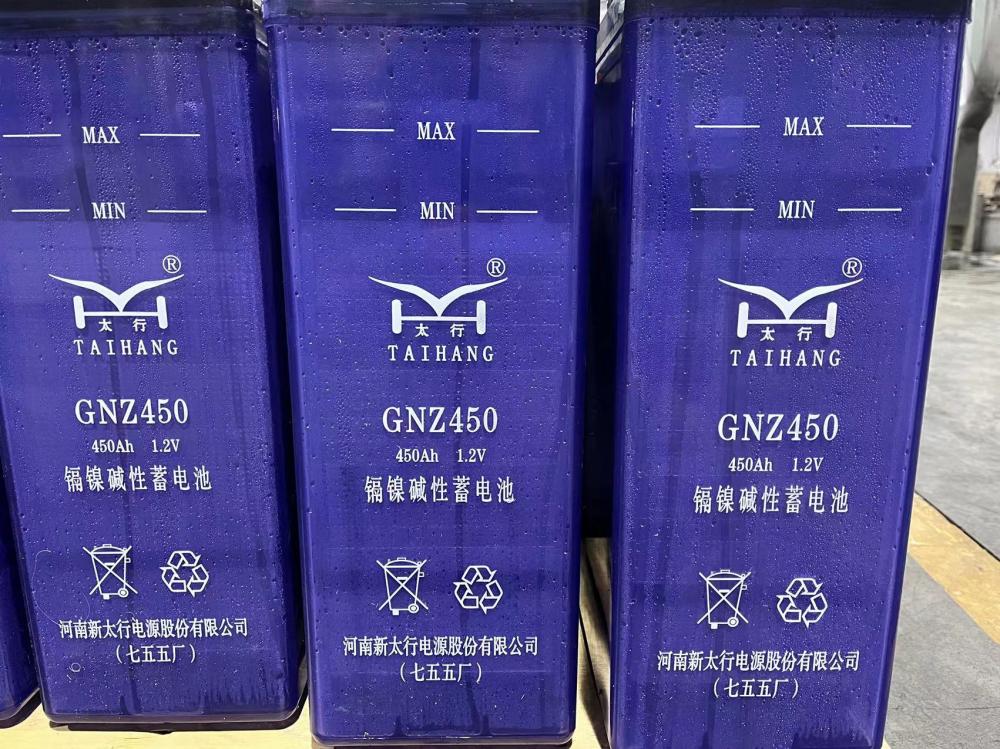 MAX
MIN
®
太行
TAIHANG
GNZ450
450Ah 1.2V
镉镍碱性蓄电池
河南新太行电源股份有限公司
(七五五厂)
MAX
MIN
®
太行
TAIHANG
GNZ450
450Ah 1.2V
镉镍碱性蓄电池
河南新太行电源股份有限公司
(七五五厂)
MAX
MIN
®
太行
TAIHANG
GNZ450
450Ah 1.2V
镉镍碱性蓄电池
河南新太行电源股份有限公司
(七五五厂)